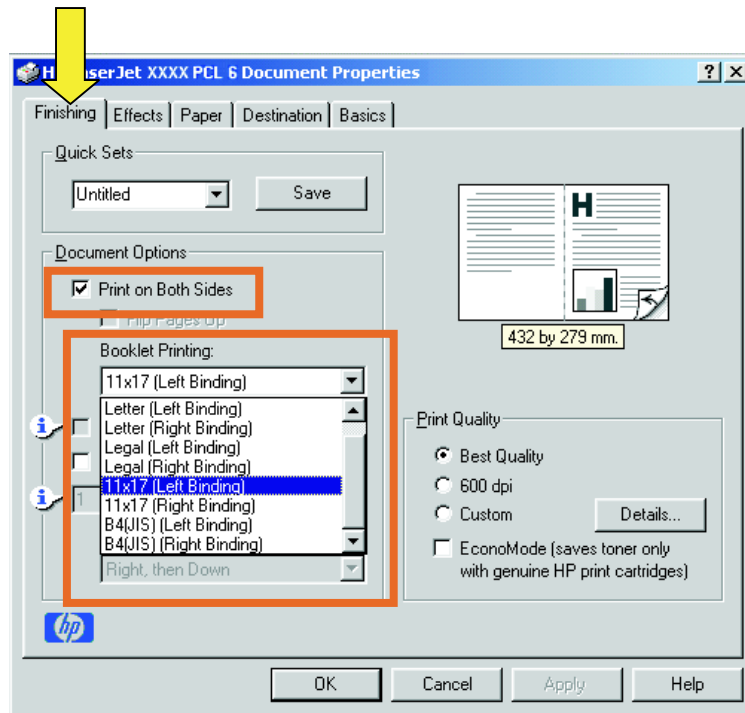 H serJet XXXX PCL 6 Document Properties
Finishing Effects Paper Destination Basics
Quick Sets
Untitled Save
H
432 by 279 mm.
Document Options
Print on Both Sides
Flip Pages Up
Booklet Printing:
11x17 (Left Binding)
Letter (Left Binding)
Letter (Right Binding)
Legal (Left Binding)
Legal (Right Binding)
11x17 (Left Binding)
11x17 (Right Binding)
B4(JIS) (Left Binding)
B4(JIS) (Right Binding)
1
Right, then Down
Print Quality
Best Quality
600 dpi
Custom Details...
EconoMode (saves toner only
with genuine HP print cartridges)
hp
OK Cancel Apply Help